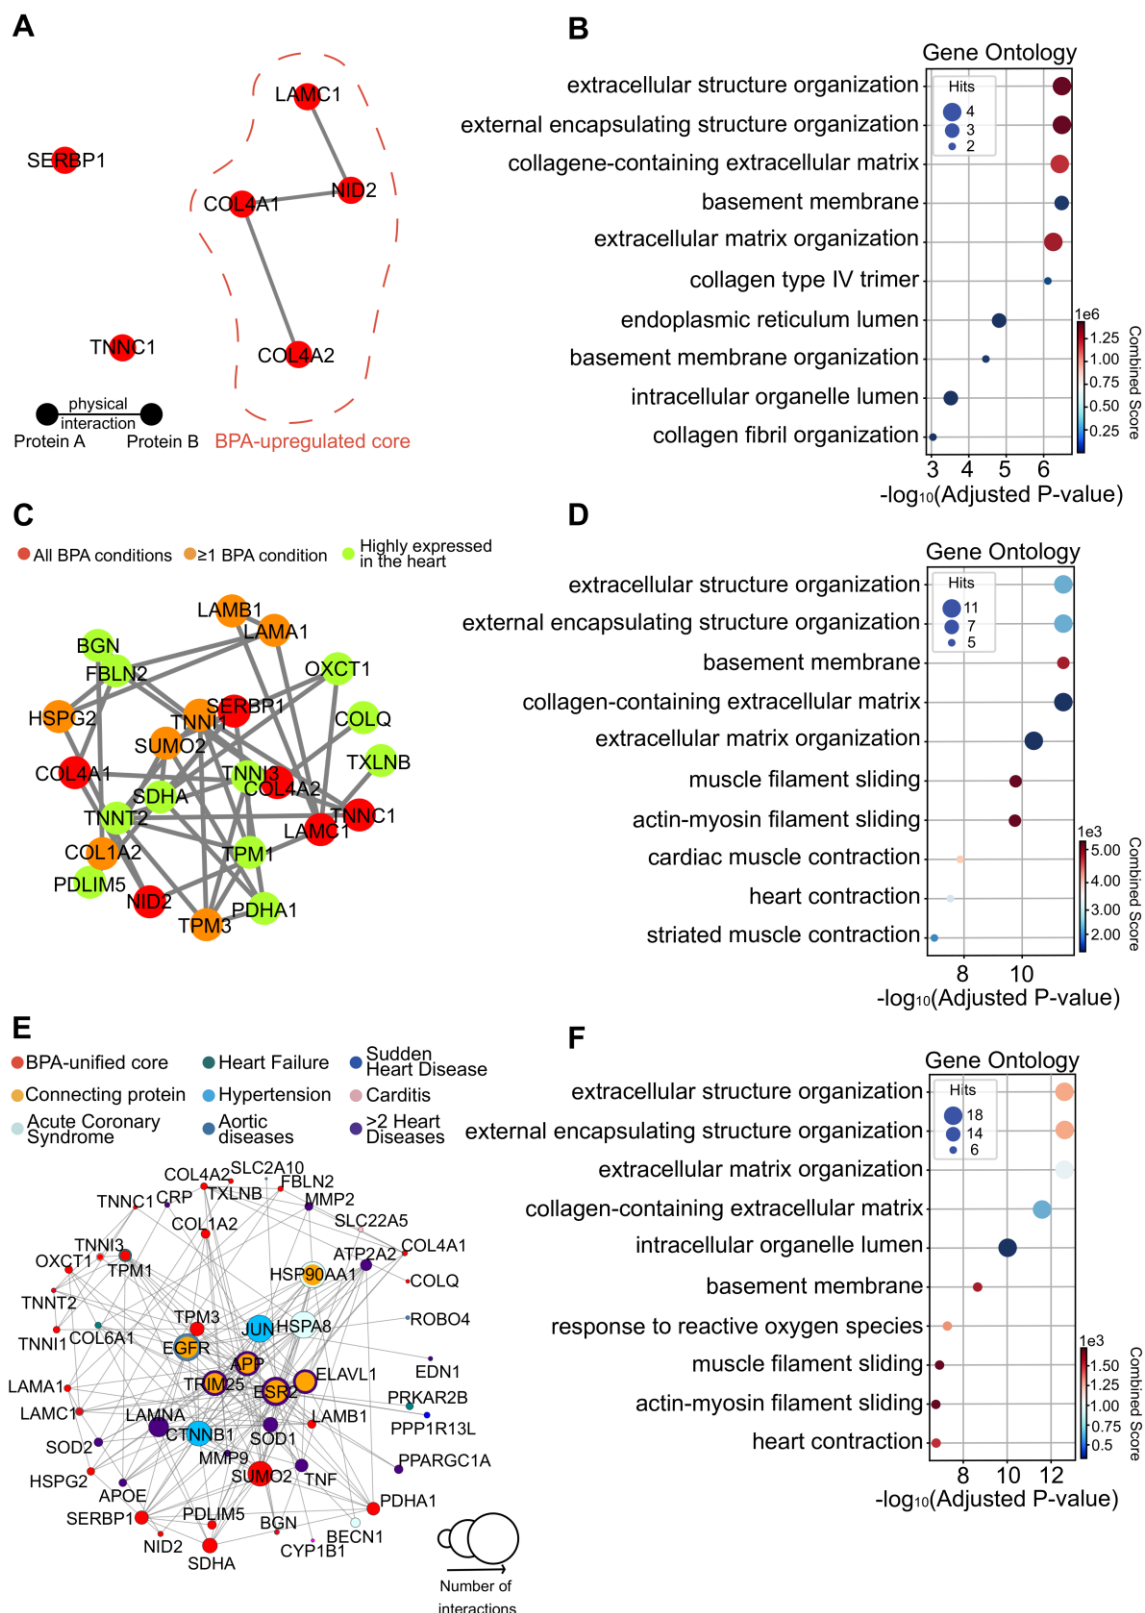 A
LAMC1
SERBP1
NID2
COL4A1
TNNC1
COL4A2
physical
interaction
Protein A
Protein B
BPA-upregulated core
B
Gene Ontology
extracellular structure organization
external encapsulating structure organization
collagene-containing extracellular matrix
basement membrane
extracellular matrix organization
collagen type IV trimer
endoplasmic reticulum lumen
basement membrane organization
intracellular organelle lumen
collagen fibril organization
Hits
4
3
2
1e6
1.25
1.00
0.75
0.50
0.25
Combined Score
3 4 5 6
-log₁₀(Adjusted P-value)
C
All BPA conditions
≥1 BPA condition
Highly expressed
in the heart
LAMB1
LAMA1
BGN
FBLN2
OXCT1
SERBP1
HSPG2
TNNI1
COLQ
SUMO2
TXLNB
COL4A1
TNNI3
COL4A2
SDHA
TNNT2
TNNC1
LAMC1
COL1A2
TPM1
PDLIM5
NID2
PDHA1
TPM3
D
Gene Ontology
extracellular structure organization
external encapsulating structure organization
basement membrane
collagen-containing extracellular matrix
extracellular matrix organization
muscle filament sliding
actin-myosin filament sliding
cardiac muscle contraction
heart contraction
striated muscle contraction
Hits
11
7
5
1e3
5.00
4.00
3.00
2.00
Combined Score
8 10
-log₁₀(Adjusted P-value)
E
BPA-unified core
Heart Failure
Sudden
Heart Disease
Connecting protein
Hypertension
Carditis
Acute Coronary
Syndrome
Aortic
diseases
>2 Heart
Diseases
SLC2A10
COL4A2
TXLNB
FBLN2
TNNC1
CRP
MMP2
COL1A2
SLC22A5
TNNI3
ATP2A2
COL4A1
OXCT1
TPM1
HSP90AA1
COLQ
TNNT2
TPM3
JUN
HSPA8
ROBO4
TNNI1
COL6A1
EGFR
APP
ELAVL1
EDN1
LAMA1
TRIM25
ESR2
PRKAR2B
LAMC1
LAMNA
LAMB1
PPP1R13L
CTNNB1
SOD1
SOD2
MMP9
PPARGC1A
HSPG2
SUMO2
TNF
APOE
SERBP1
PDLIM5
BGN
PDHA1
NID2
BECN1
SDHA
CYP1B1
Number of
interactions
F
Gene Ontology
extracellular structure organization
external encapsulating structure organization
extracellular matrix organization
collagen-containing extracellular matrix
intracellular organelle lumen
basement membrane
response to reactive oxygen species
muscle filament sliding
actin-myosin filament sliding
heart contraction
Hits
18
14
6
1e3
1.50
1.00
0.5
Combined Score
8 10 12
-log₁₀(Adjusted P-value)